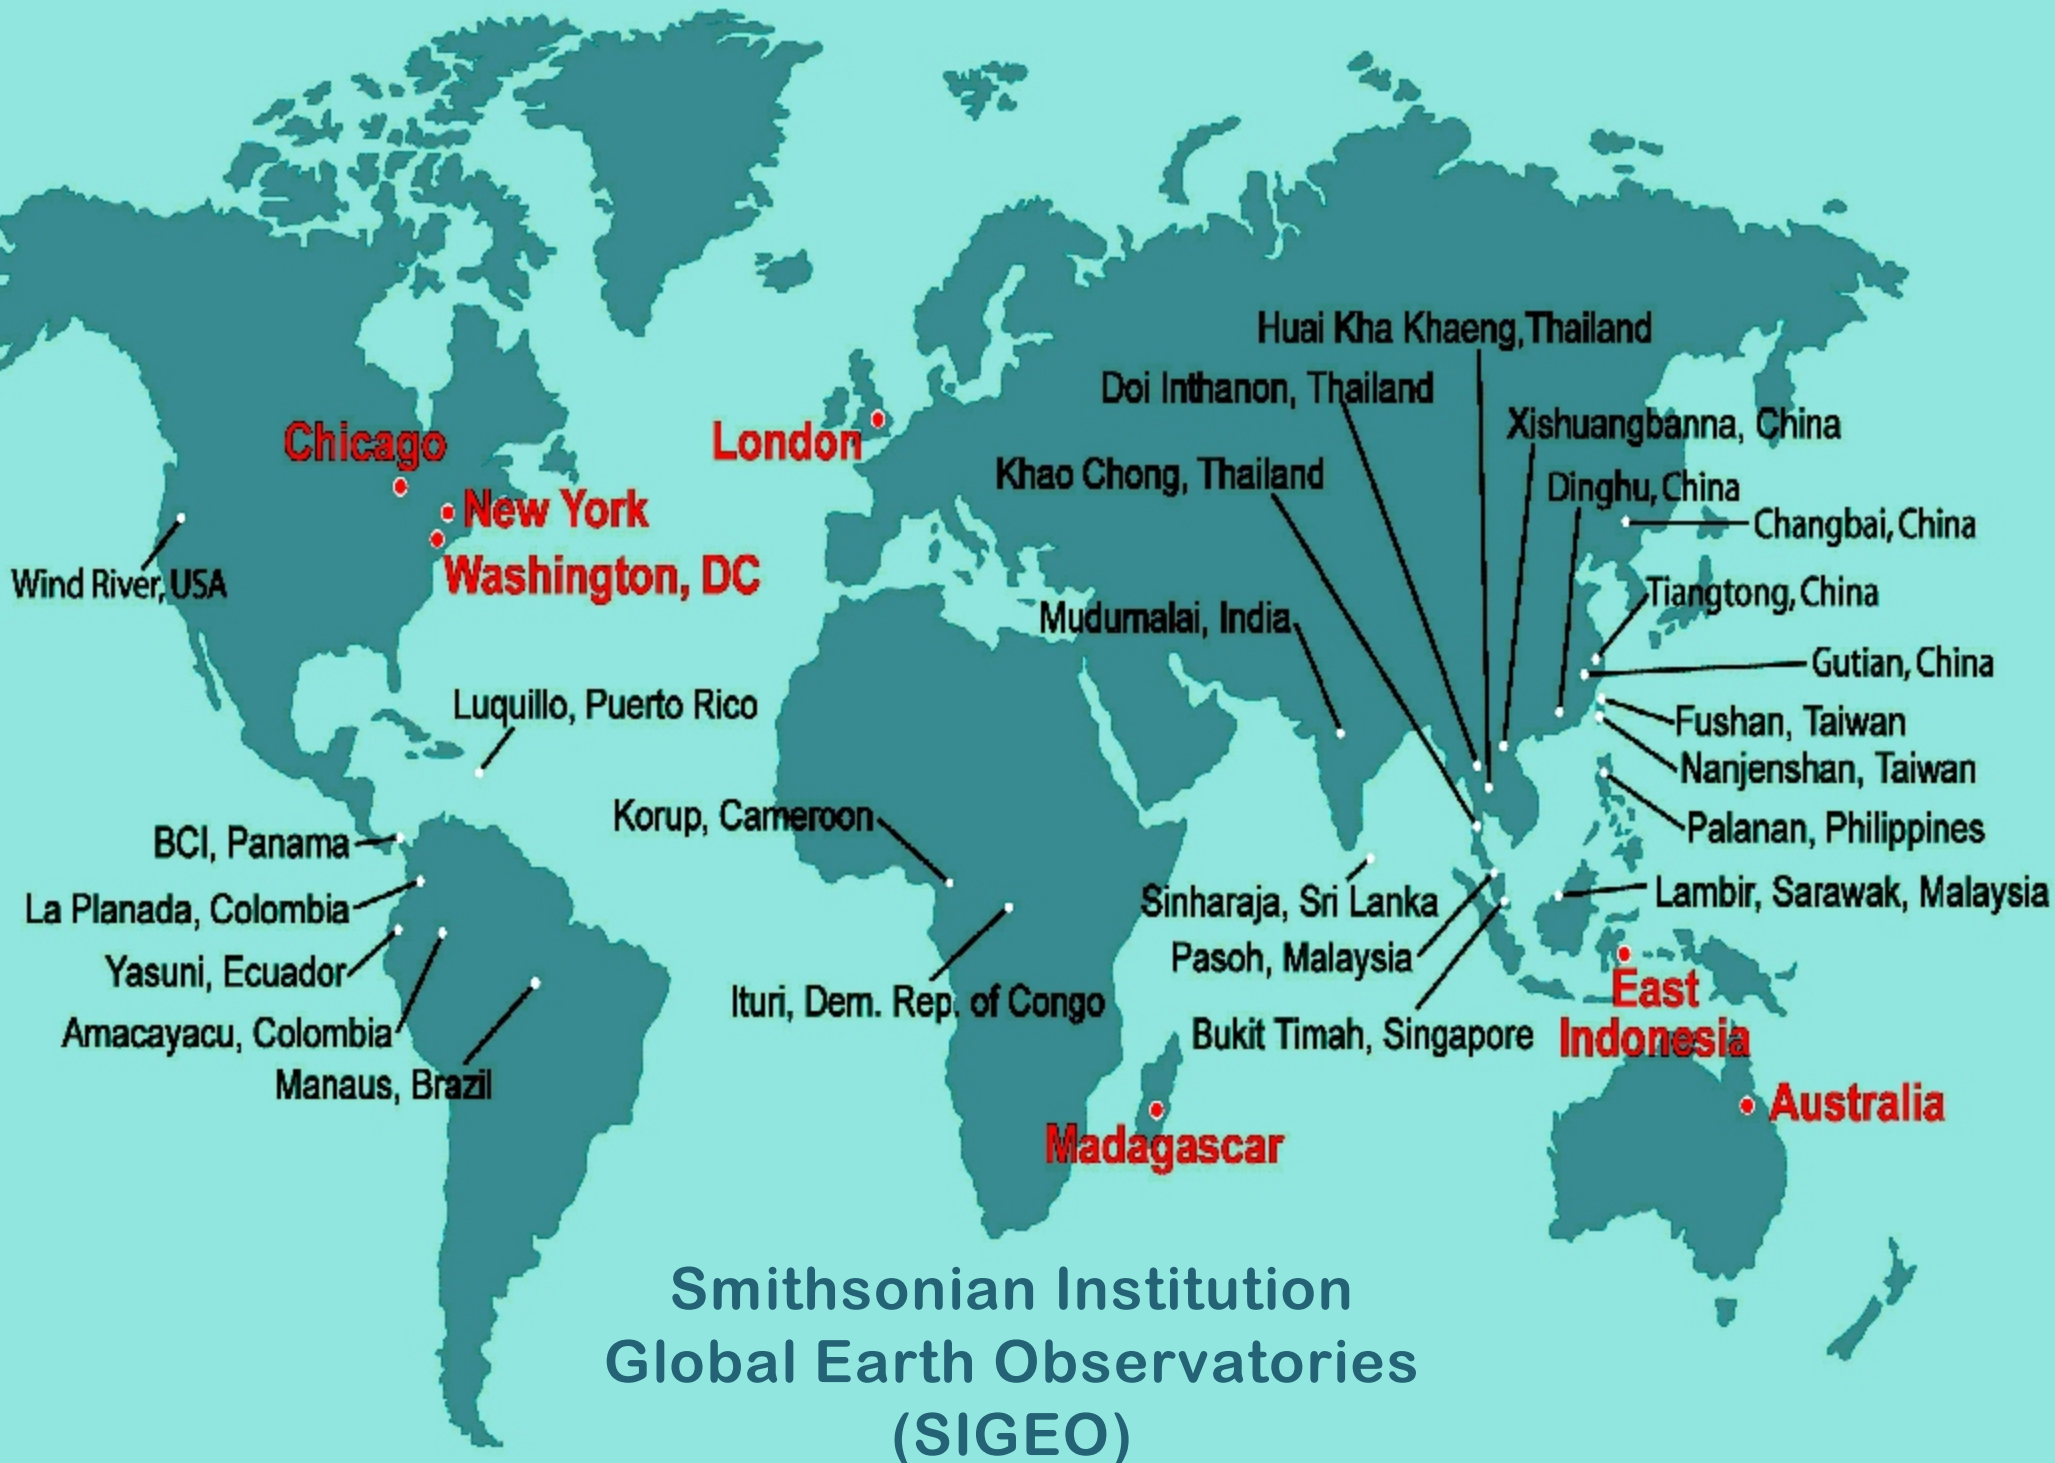 Huai Kha Khaeng, Thailand
Doi Inthanon, Thailand
Xishuangbanna, China
Chicago
London
Khao Chong, Thailand
Dinghu, China
New York
Changbai, China
Washington, DC
Wind River, USA
Tiangtong, China
Mudumalai, India
Gutian, China
Luquillo, Puerto Rico
Fushan, Taiwan
Nanjenshan, Taiwan
Korup, Cameroon
Palanan, Philippines
BCI, Panama
Lambir, Sarawak, Malaysia
Sinharaja, Sri Lanka
La Planada, Colombia
Pasoh, Malaysia
Yasuni, Ecuador
East
Indonesia
Ituri, Dem. Rep. of Congo
Amacayacu, Colombia
Bukit Timah, Singapore
Manaus, Brazil
Australia
Madagascar
Smithsonian Institution
Global Earth Observatories
(SIGEO)